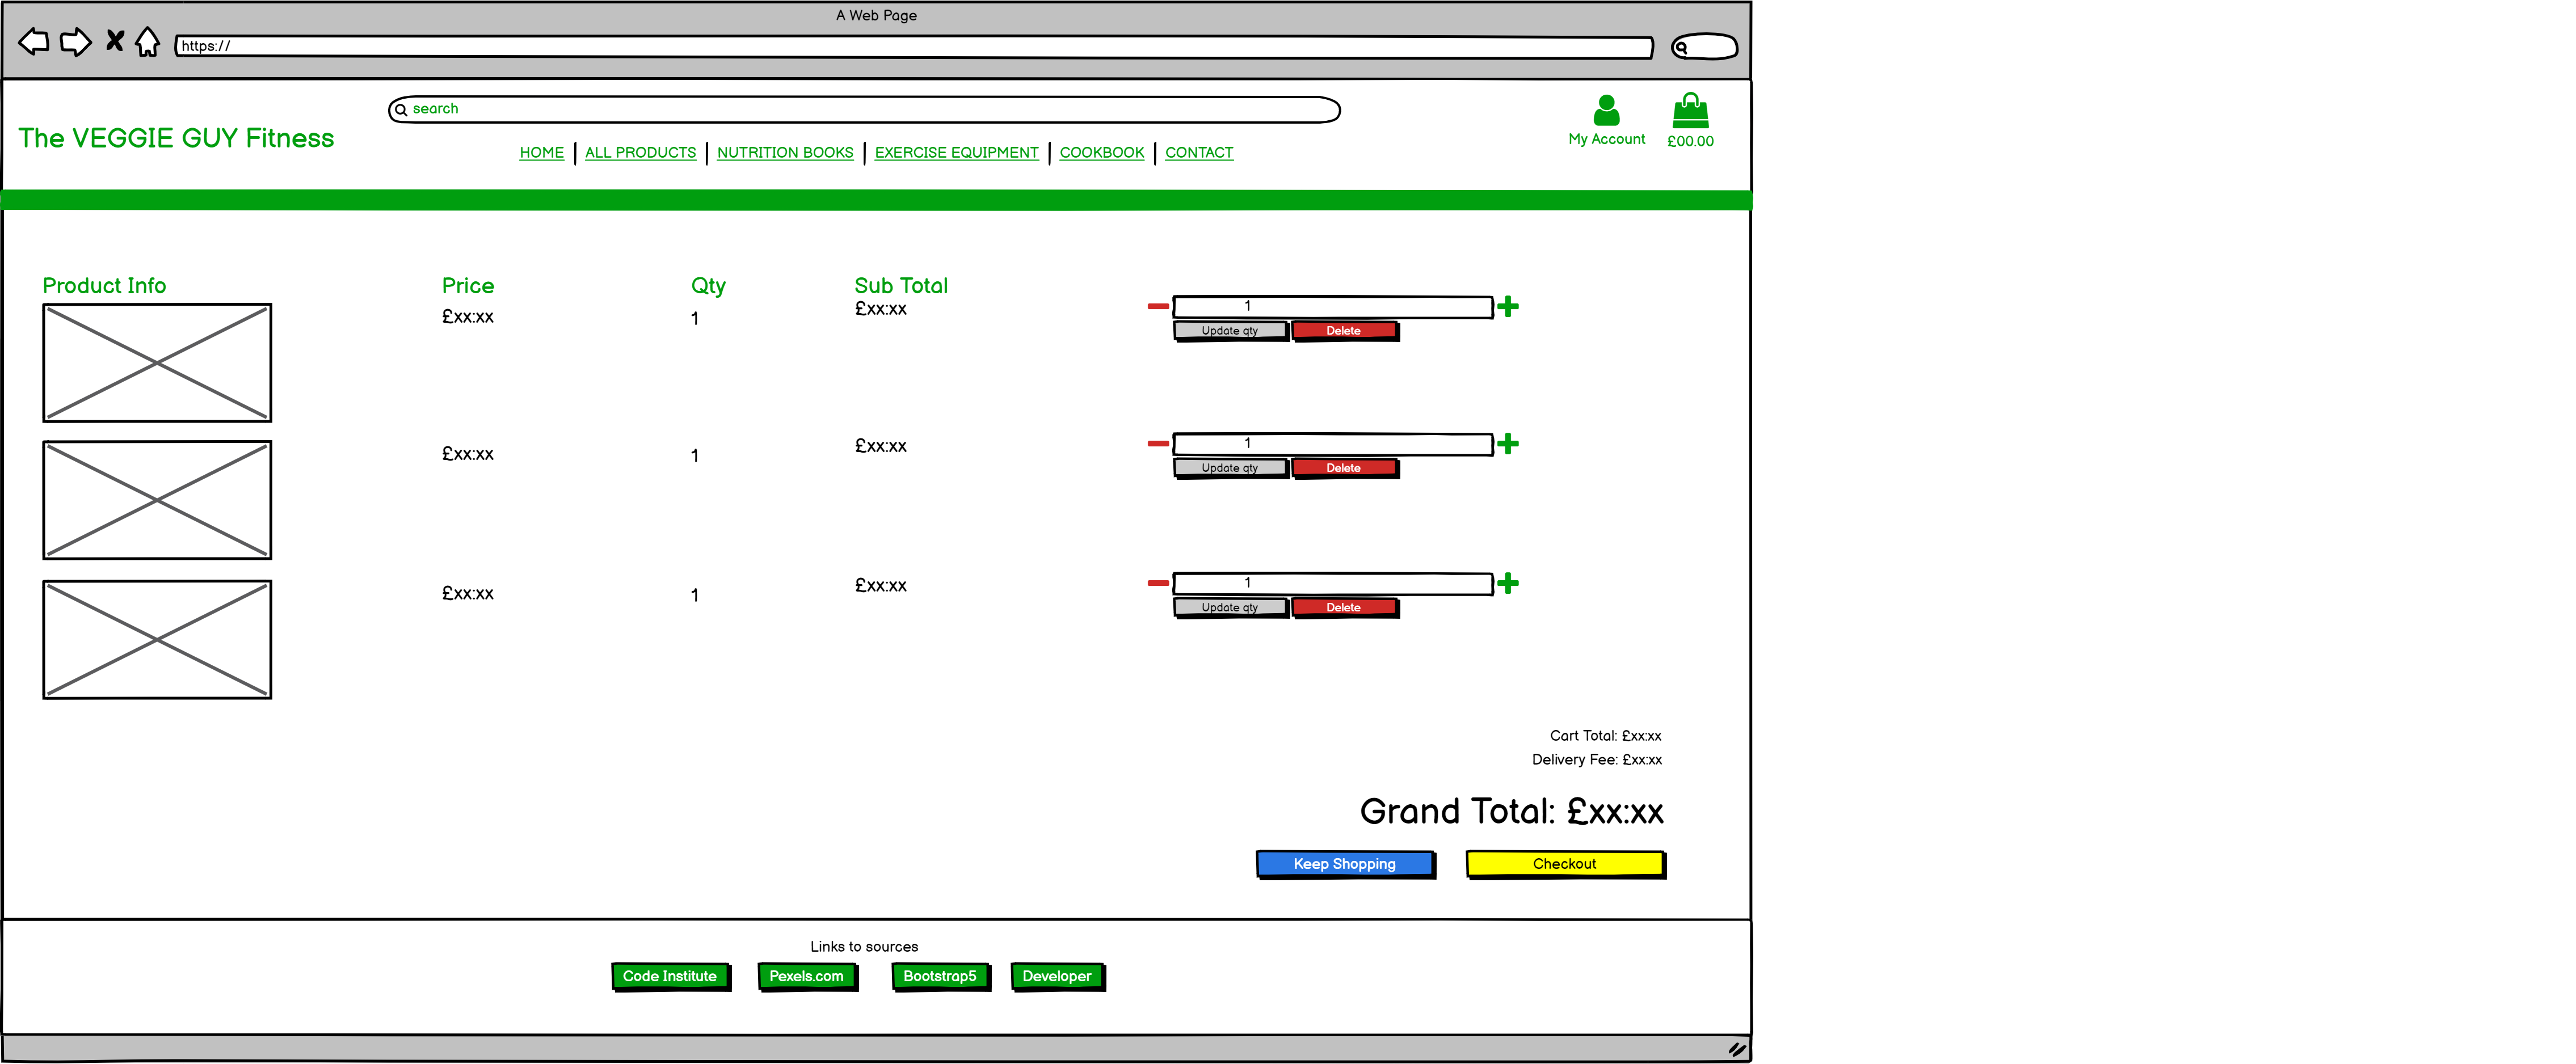 A Web Page
https://
search
The VEGGIE GUY Fitness
My Account
£00.00
HOME ALL PRODUCTS NUTRITION BOOKS EXERCISE EQUIPMENT COOKBOOK CONTACT
Product Info Price Qty Sub Total
£xx:xx 1 £xx:xx 1
Update qty Delete
£xx:xx 1 £xx:xx 1
Update qty Delete
£xx:xx 1 £xx:xx 1
Update qty Delete
Cart Total: £xx:xx
Delivery Fee: £xx:xx
Grand Total: £xx:xx
Keep Shopping Checkout
Links to sources
Code Institute Pexels.com Bootstrap5 Developer